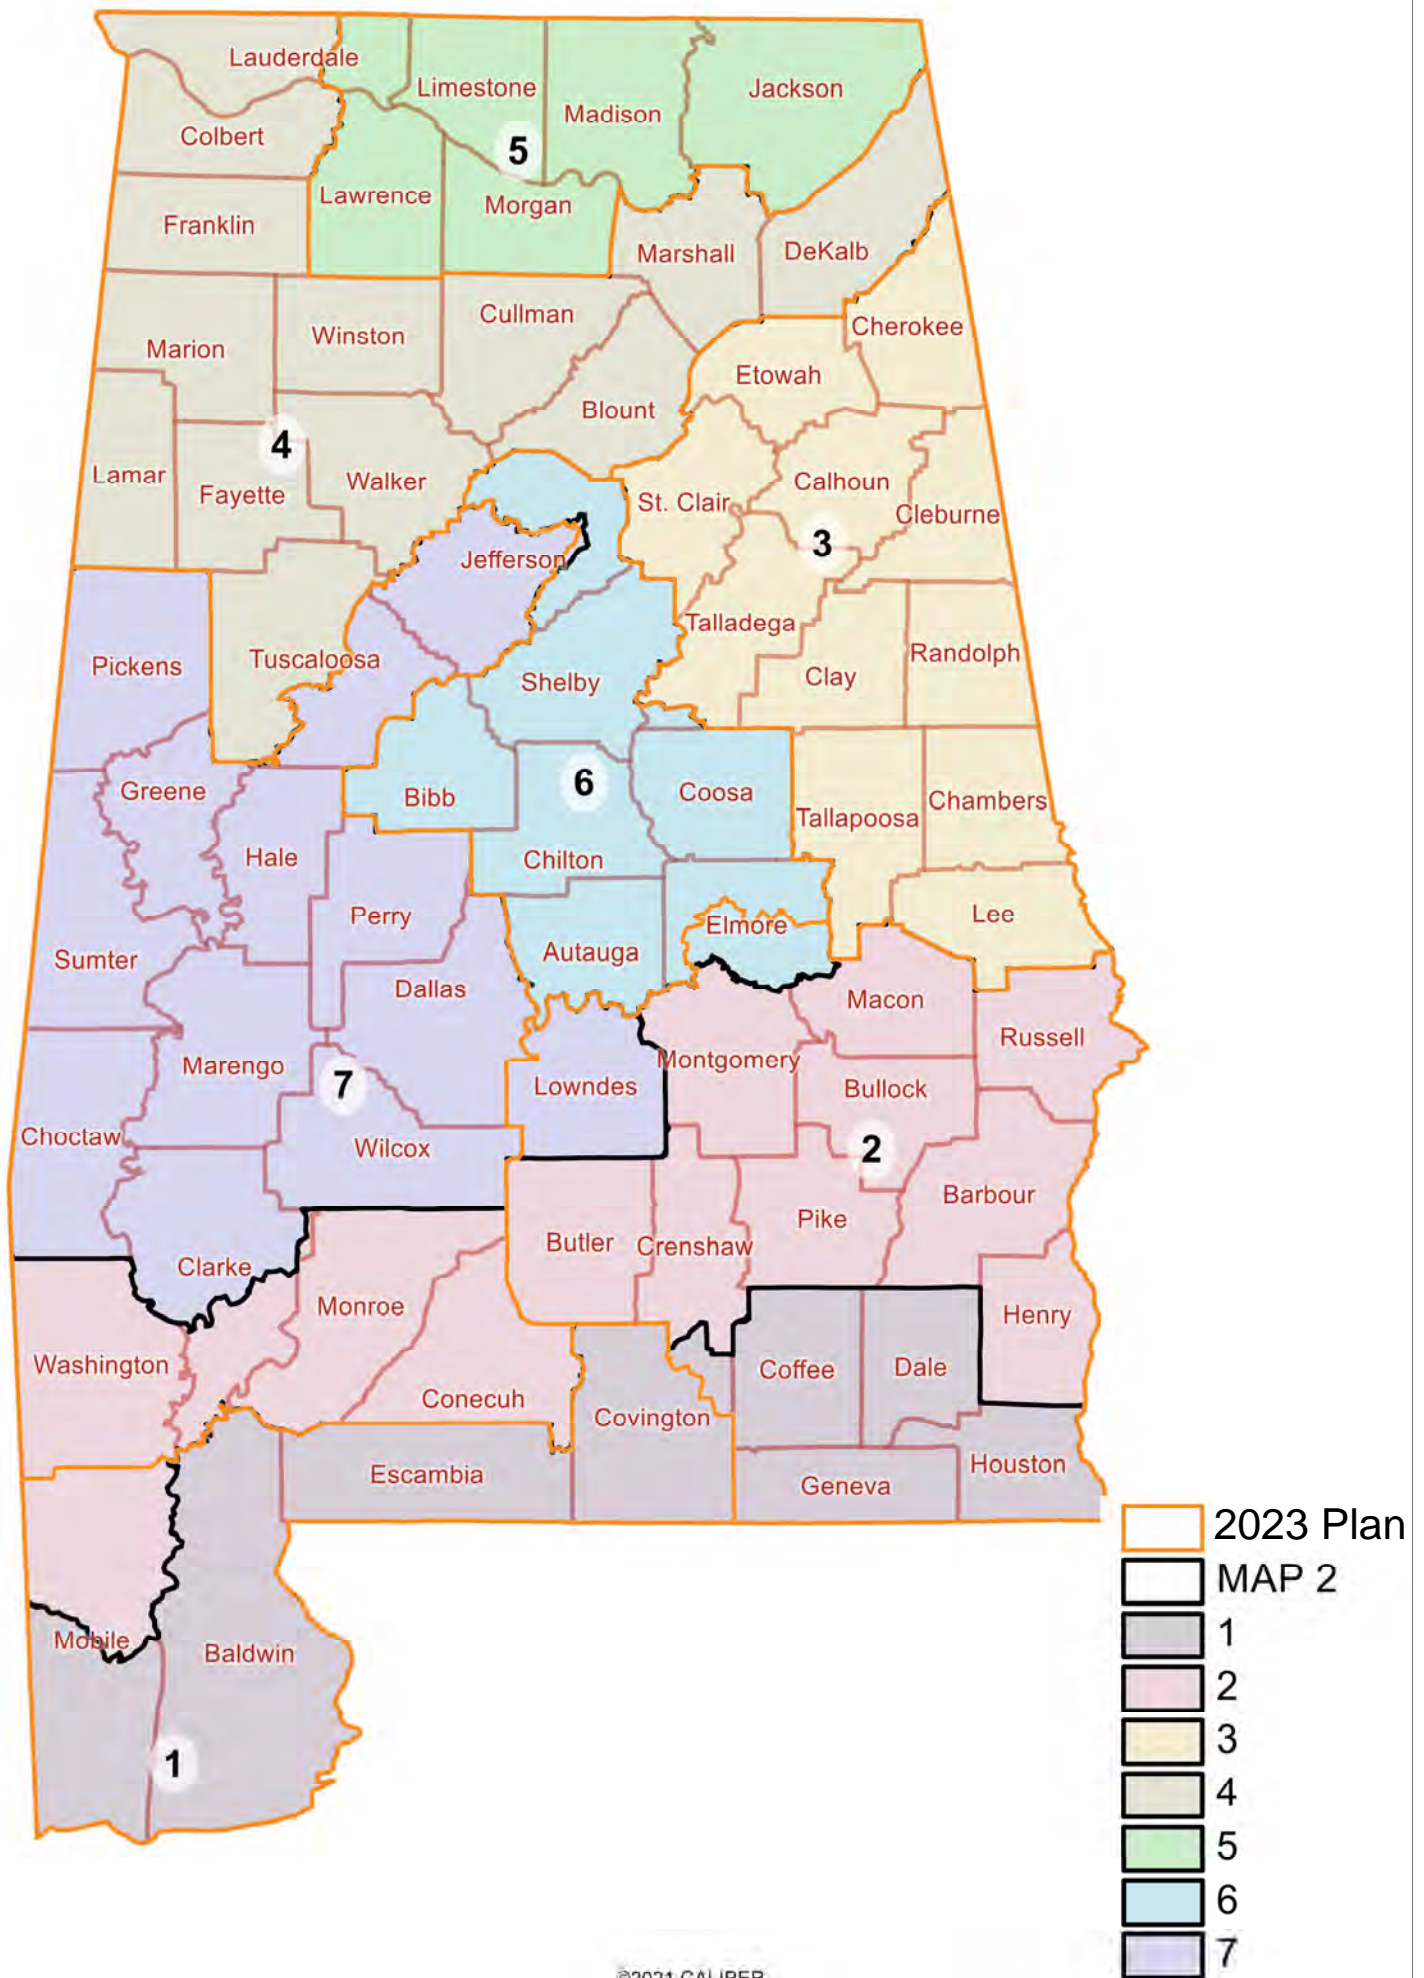 Lauderdale
Limestone
Jackson
Madison
Colbert
5
Lawrence
Morgan
Franklin
Marshall
DeKalb
Cullman
Winston
Cherokee
Marion
Etowah
Blount
4
Lamar
Walker
Calhoun
Fayette
St. Clair
Cleburne
3
Jefferson
Talladega
Pickens
Tuscaloosa
Randolph
Shelby
Clay
6
Greene
Bibb
Coosa
Chambers
Tallapoosa
Hale
Chilton
Perry
Lee
Elmore
Sumter
Autauga
Dallas
Macon
Russell
Marengo
Montgomery
7
Lowndes
Bullock
Choctaw
Wilcox
2
Barbour
Pike
Butler
Crenshaw
Clarke
Monroe
Henry
Washington
Coffee
Dale
Conecuh
Covington
Escambia
Houston
Geneva
Mobile
Baldwin
1
2023 Plan
MAP 2
1
2
3
4
5
6
7
©2021 CALIPER